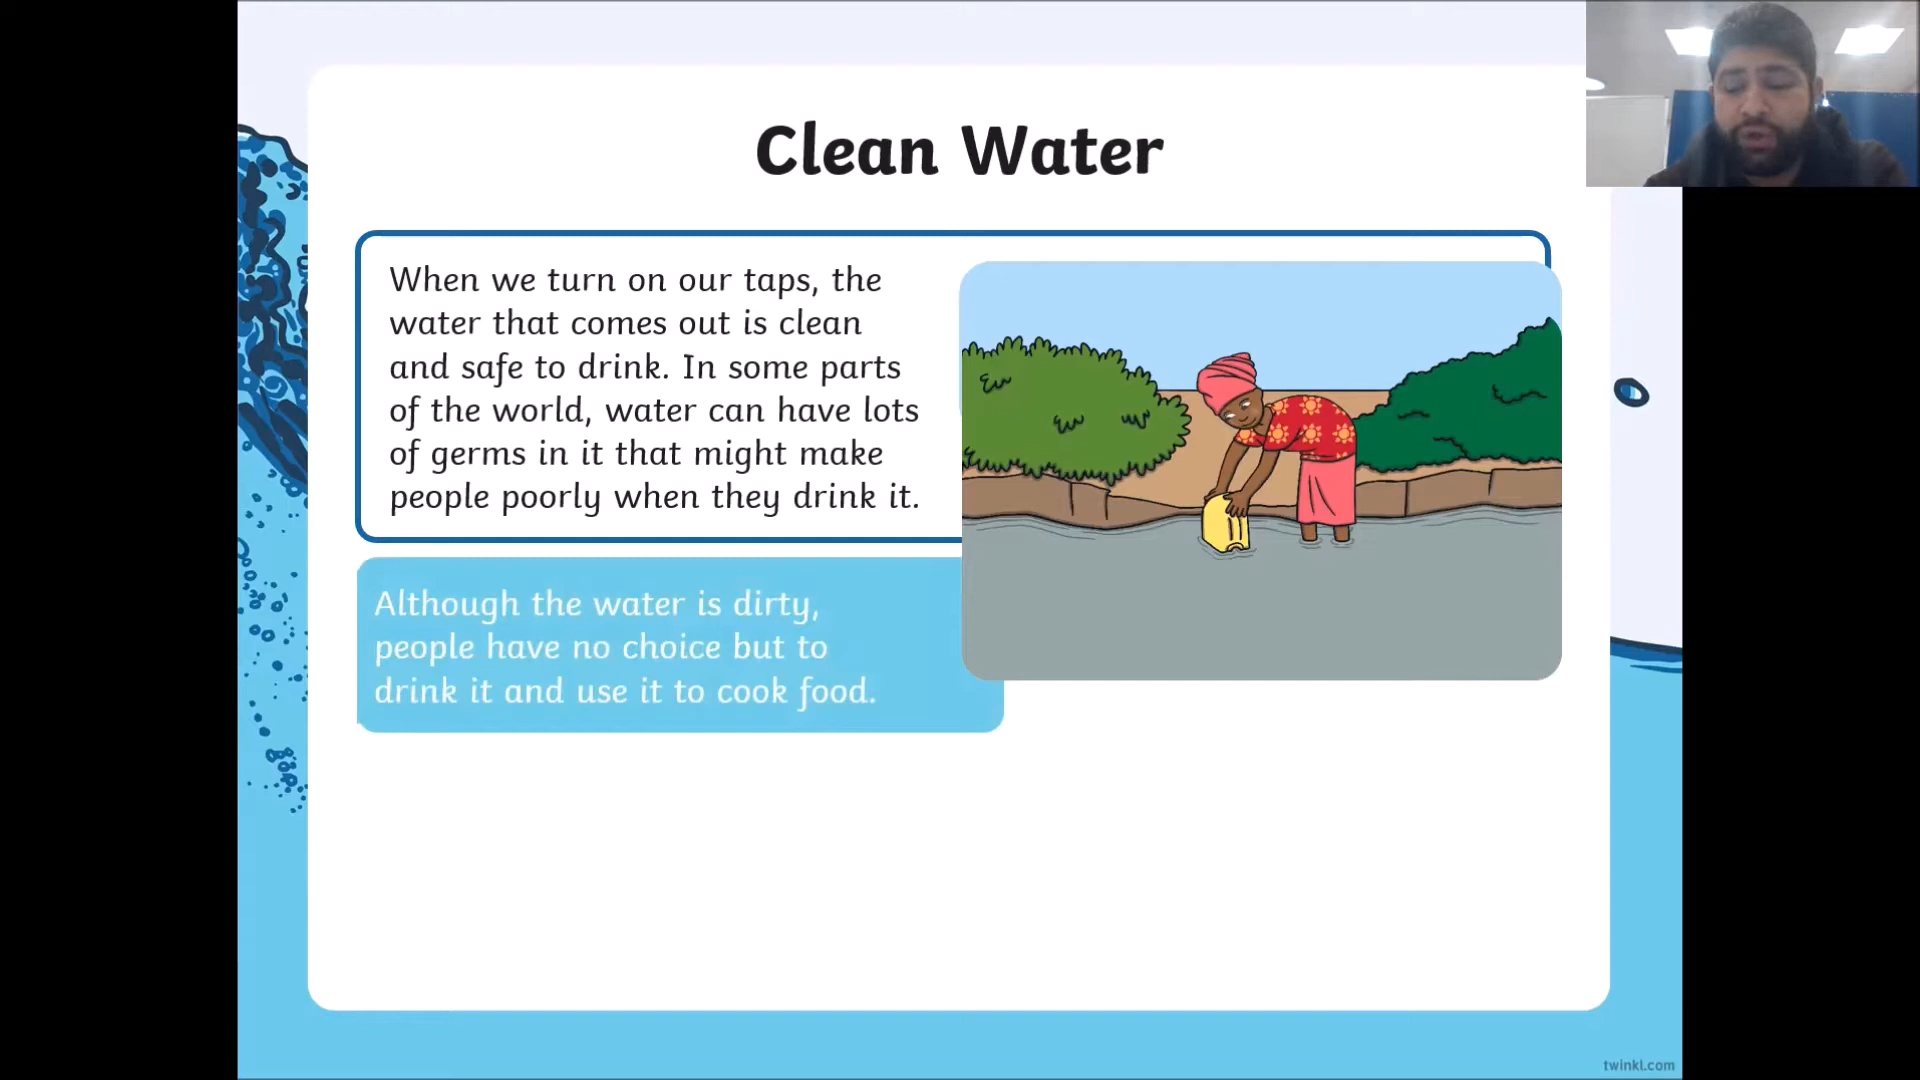 Clean Water
When we turn on our taps, the
water that comes out is clean
and safe to drink. In some parts
of the world, water can have lots
of germs in it that might make
people poorly when they drink it.
Although the water is dirty,
people have no choice but to
drink it and use it to cook food.
twinkl.com